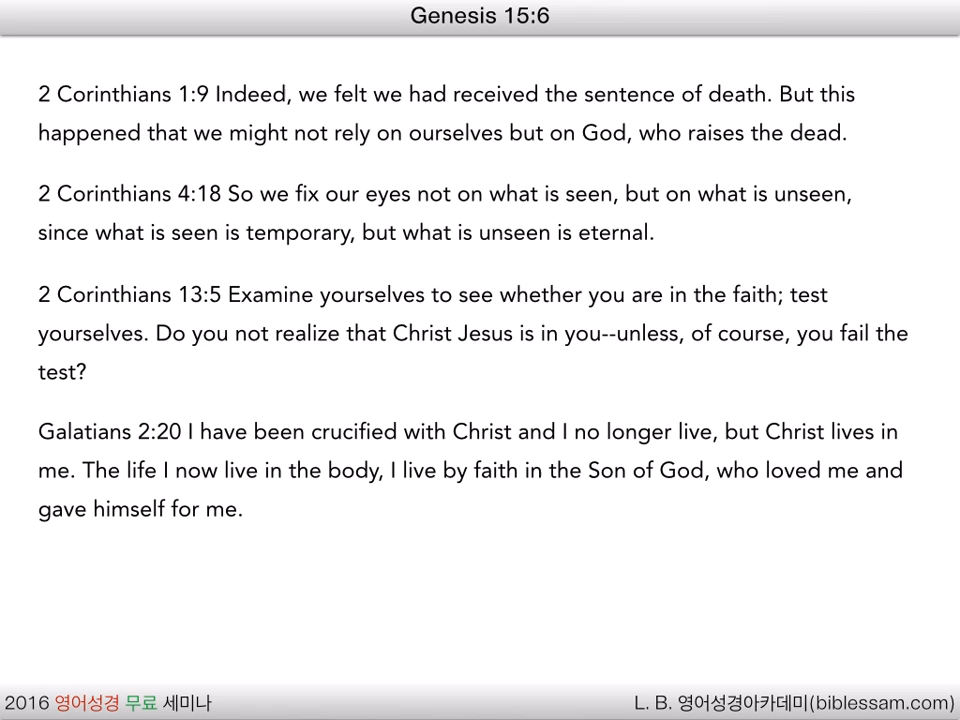 Genesis 15:6
2 Corinthians 1:9 Indeed, we felt we had received the sentence of death. But this
happened that we might not rely on ourselves but on God, who raises the dead.
2 Corinthians 4:18 So we fix our eyes not on what is seen, but on what is unseen,
since what is seen is temporary, but what is unseen is eternal.
2 Corinthians 13:5 Examine yourselves to see whether you are in the faith; test
yourselves. Do you not realize that Christ Jesus is in you--unless, of course, you fail the
test?
Galatians 2:20 I have been crucified with Christ and I no longer live, but Christ lives in
me. The life I now live in the body, I live by faith in the Son of God, who loved me and
gave himself for me.
2016 영어성경 무료 세미나
L. B. 영어성경아카데미(biblessam.com)